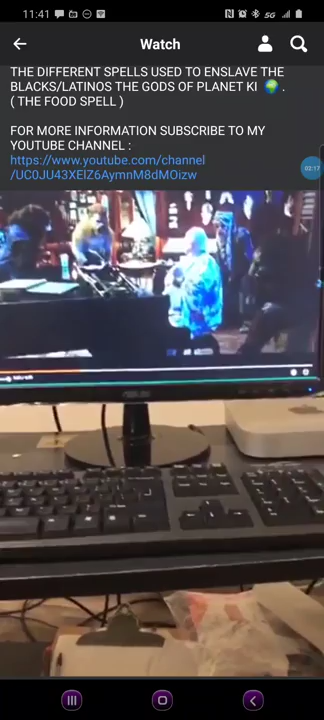 11:41
5G
Watch
THE DIFFERENT SPELLS USED TO ENSLAVE THE
BLACKS/LATINOS THE GODS OF PLANET KI 🌍.
( THE FOOD SPELL )
FOR MORE INFORMATION SUBSCRIBE TO MY
YOUTUBE CHANNEL :
https://www.youtube.com/channel
/UC0JU43XElZ6AymnM8dMOizw
02:17
ASUS